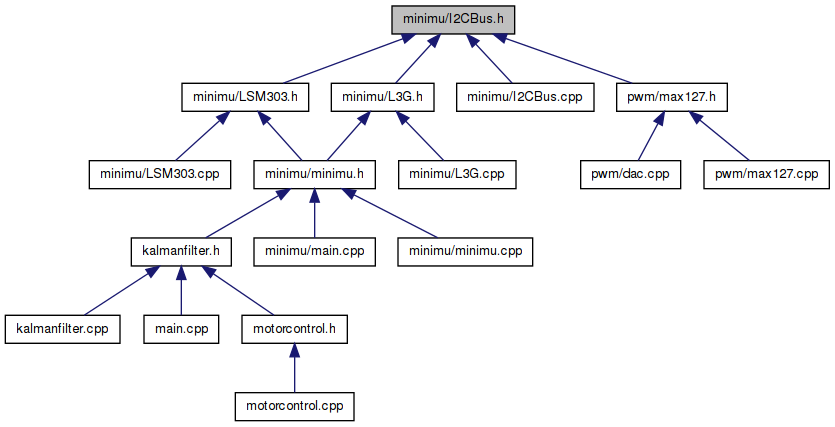 minimu/I2CBus.h
minimu/LSM303.h
minimu/L3G.h
minimu/I2CBus.cpp
pwm/max127.h
minimu/LSM303.cpp
minimu/minimu.h
minimu/L3G.cpp
pwm/dac.cpp
pwm/max127.cpp
kalmanfilter.h
minimu/main.cpp
minimu/minimu.cpp
kalmanfilter.cpp
main.cpp
motorcontrol.h
motorcontrol.cpp